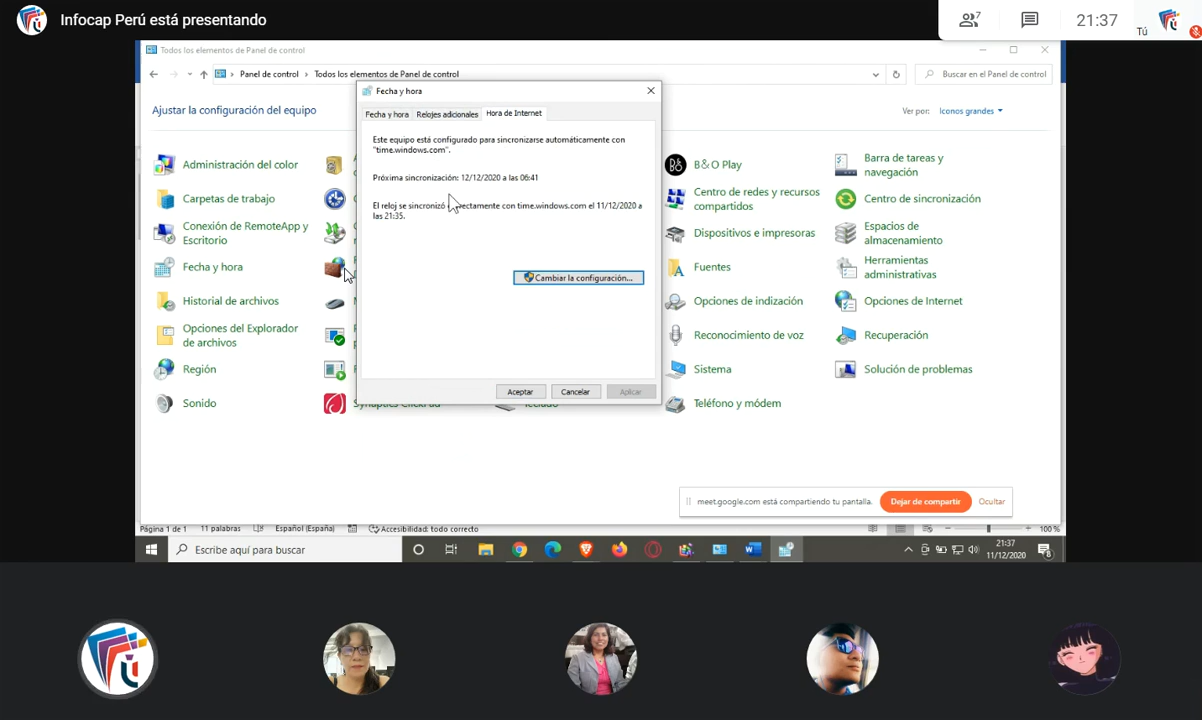 Infocap Perú está presentando
7
21:37
Tú
Todos los elementos de Panel de control
Panel de control › Todos los elementos de Panel de control
Buscar en el Panel de control
Ajustar la configuración del equipo
Ver por: Iconos grandes
Fecha y hora
Fecha y hora
Relojes adicionales
Hora de Internet
Este equipo está configurado para sincronizarse automáticamente con
"time.windows.com".
Próxima sincronización: 12/12/2020 a las 06:41
El reloj se sincronizó con time.windows.com el 11/12/2020 a
las 21:35.
Cambiar la configuración...
Aceptar
Cancelar
Aplicar
Administración del color
Carpetas de trabajo
Conexión de RemoteApp y
Escritorio
Fecha y hora
Historial de archivos
Opciones del Explorador
de archivos
Región
Sonido
B&O Play
Centro de redes y recursos
compartidos
Dispositivos e impresoras
Fuentes
Opciones de indización
Reconocimiento de voz
Sistema
Teléfono y módem
Barra de tareas y
navegación
Centro de sincronización
Espacios de
almacenamiento
Herramientas
administrativas
Opciones de Internet
Recuperación
Solución de problemas
meet.google.com está compartiendo tu pantalla.
Dejar de compartir
Ocultar
Página 1 de 1
11 palabras
Español (España)
Accesibilidad: todo correcto
100 %
Escribe aquí para buscar
21:37
11/12/2020
8